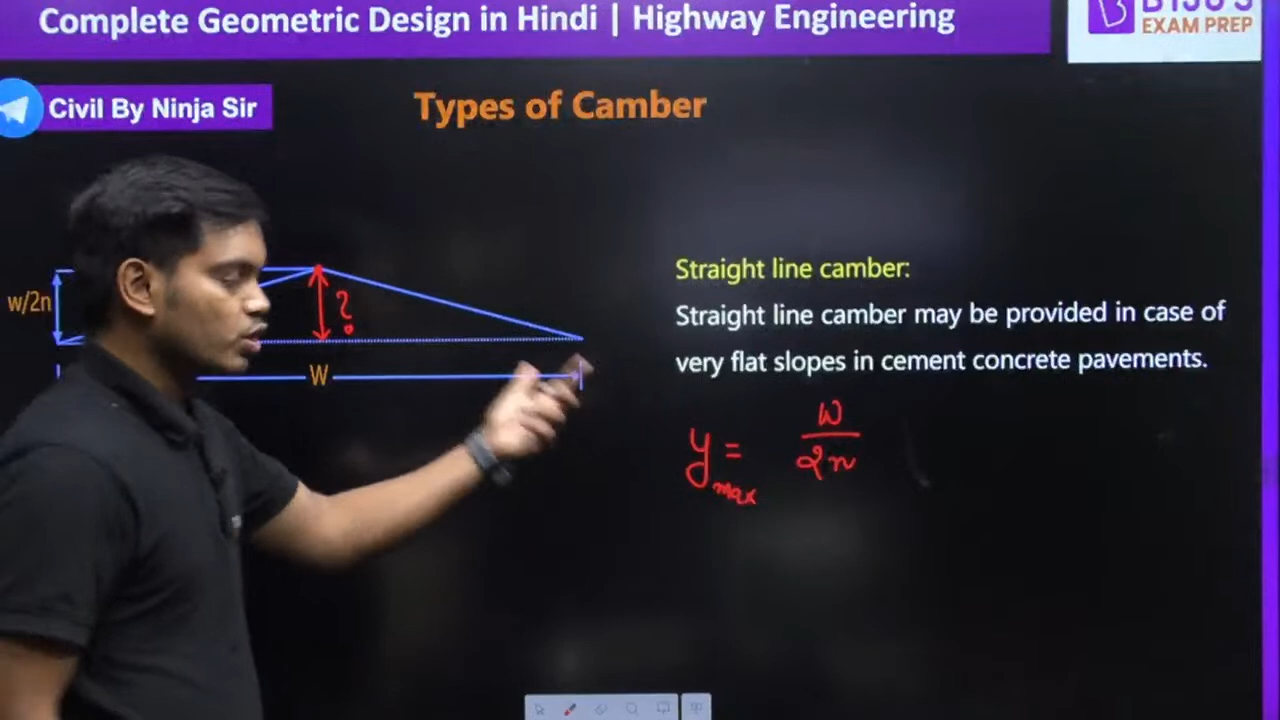 Complete Geometric Design in Hindi | Highway Engineering
BYJU'S
EXAM PREP
Civil By Ninja Sir
Types of Camber
w/2n
?
W
Straight line camber:
Straight line camber may be provided in case of
very flat slopes in cement concrete pavements.
y max = W / 2n